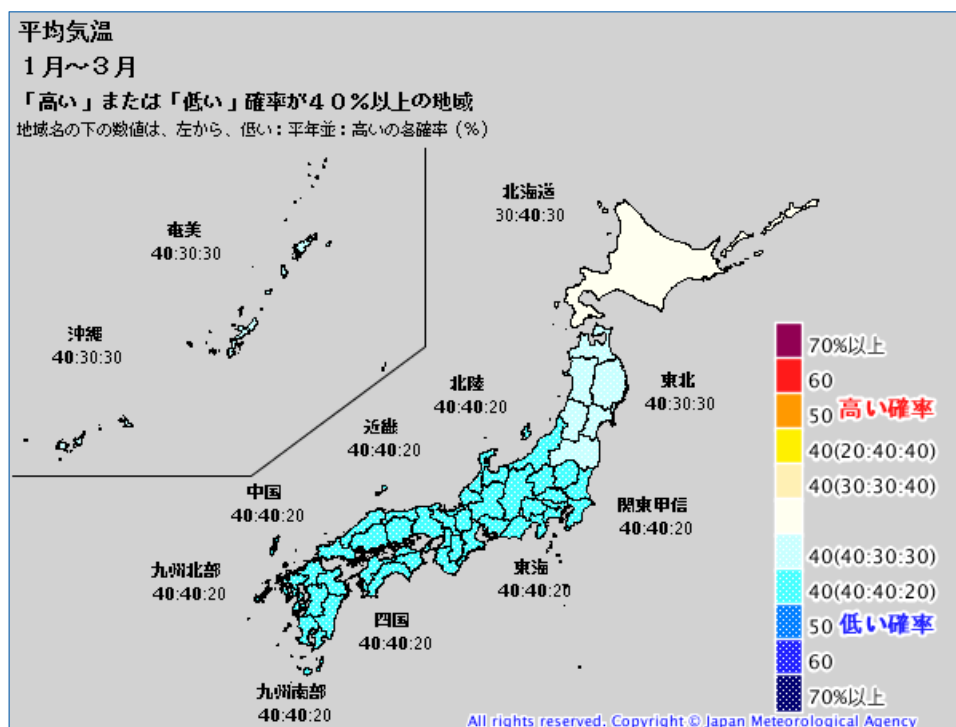 平均気温
1月～3月
「高い」または「低い」確率が40％以上の地域
地域名の下の数値は、左から、低い：平年並：高いの各確率（％）
北海道
30:40:30
奄美
40:30:30
沖縄
40:30:30
東北
40:30:30
北陸
40:40:20
近畿
40:40:20
中国
40:40:20
関東甲信
40:40:20
九州北部
40:40:20
東海
40:40:20
四国
40:40:20
九州南部
40:40:20
70%以上
60
50 高い確率
40(20:40:40)
40(30:30:40)
40(40:30:30)
40(40:40:20)
50 低い確率
60
70%以上
All rights reserved. Copyright © Japan Meteorological Agency